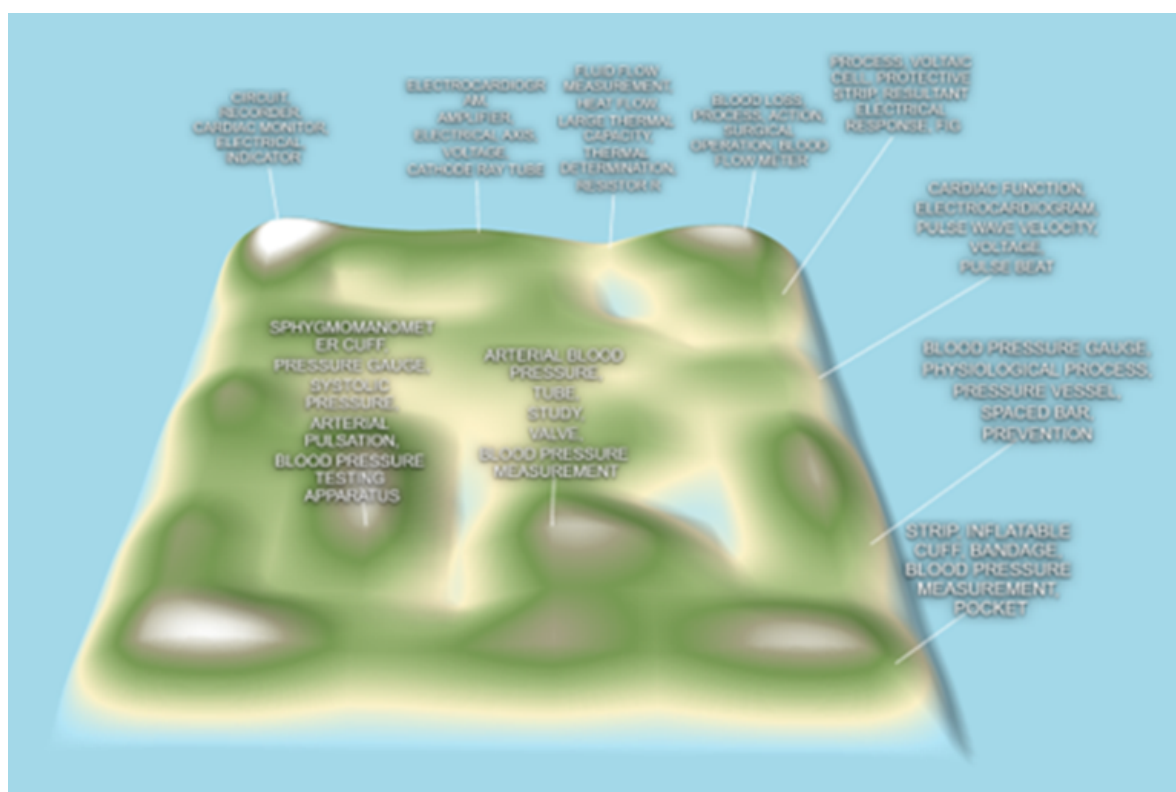 CIRCUIT,
RECORDER,
CARDIAC MONITOR,
ELECTRICAL
INDICATOR
ELECTROCARDIOGR
AM,
AMPLIFIER,
ELECTRICAL AXIS,
VOLTAGE,
CATHODE RAY TUBE
FLUID FLOW
MEASUREMENT,
HEAT FLOW,
LARGE THERMAL
CAPACITY,
THERMAL
DETERMINATION,
RESISTOR R
BLOOD LOSS,
PROCESS, ACTION,
SURGICAL
OPERATION, BLOOD
FLOW METER
PROCESS, VOLTAIC
CELL, PROTECTIVE
STRIP, RESULTANT
ELECTRICAL
RESPONSE, FIG
CARDIAC FUNCTION,
ELECTROCARDIOGRAM,
PULSE WAVE VELOCITY,
VOLTAGE,
PULSE BEAT
SPHYGMOMANOMET
ER CUFF,
PRESSURE GAUGE,
SYSTOLIC
PRESSURE,
ARTERIAL
PULSATION,
BLOOD PRESSURE
TESTING
APPARATUS
ARTERIAL BLOOD
PRESSURE,
TUBE,
STUDY,
VALVE,
BLOOD PRESSURE
MEASUREMENT
BLOOD PRESSURE GAUGE,
PHYSIOLOGICAL PROCESS,
PRESSURE VESSEL,
SPACED BAR,
PREVENTION
STRIP, INFLATABLE
CUFF, BANDAGE,
BLOOD PRESSURE
MEASUREMENT,
POCKET